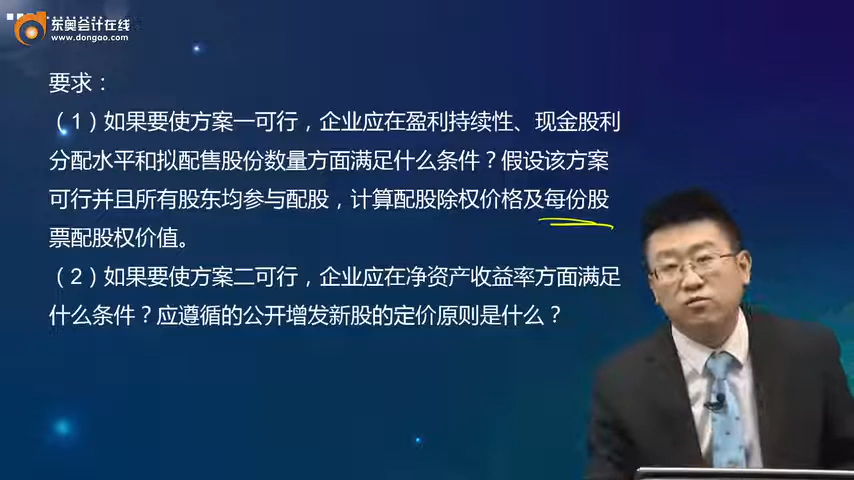 东奥会计在线
www.dongao.com
要求：
（1）如果要使方案一可行，企业应在盈利持续性、现金股利
分配水平和拟配售股份数量方面满足什么条件？假设该方案
可行并且所有股东均参与配股，计算配股除权价格及每份股
票配股权价值。
（2）如果要使方案二可行，企业应在净资产收益率方面满足
什么条件？应遵循的公开增发新股的定价原则是什么？